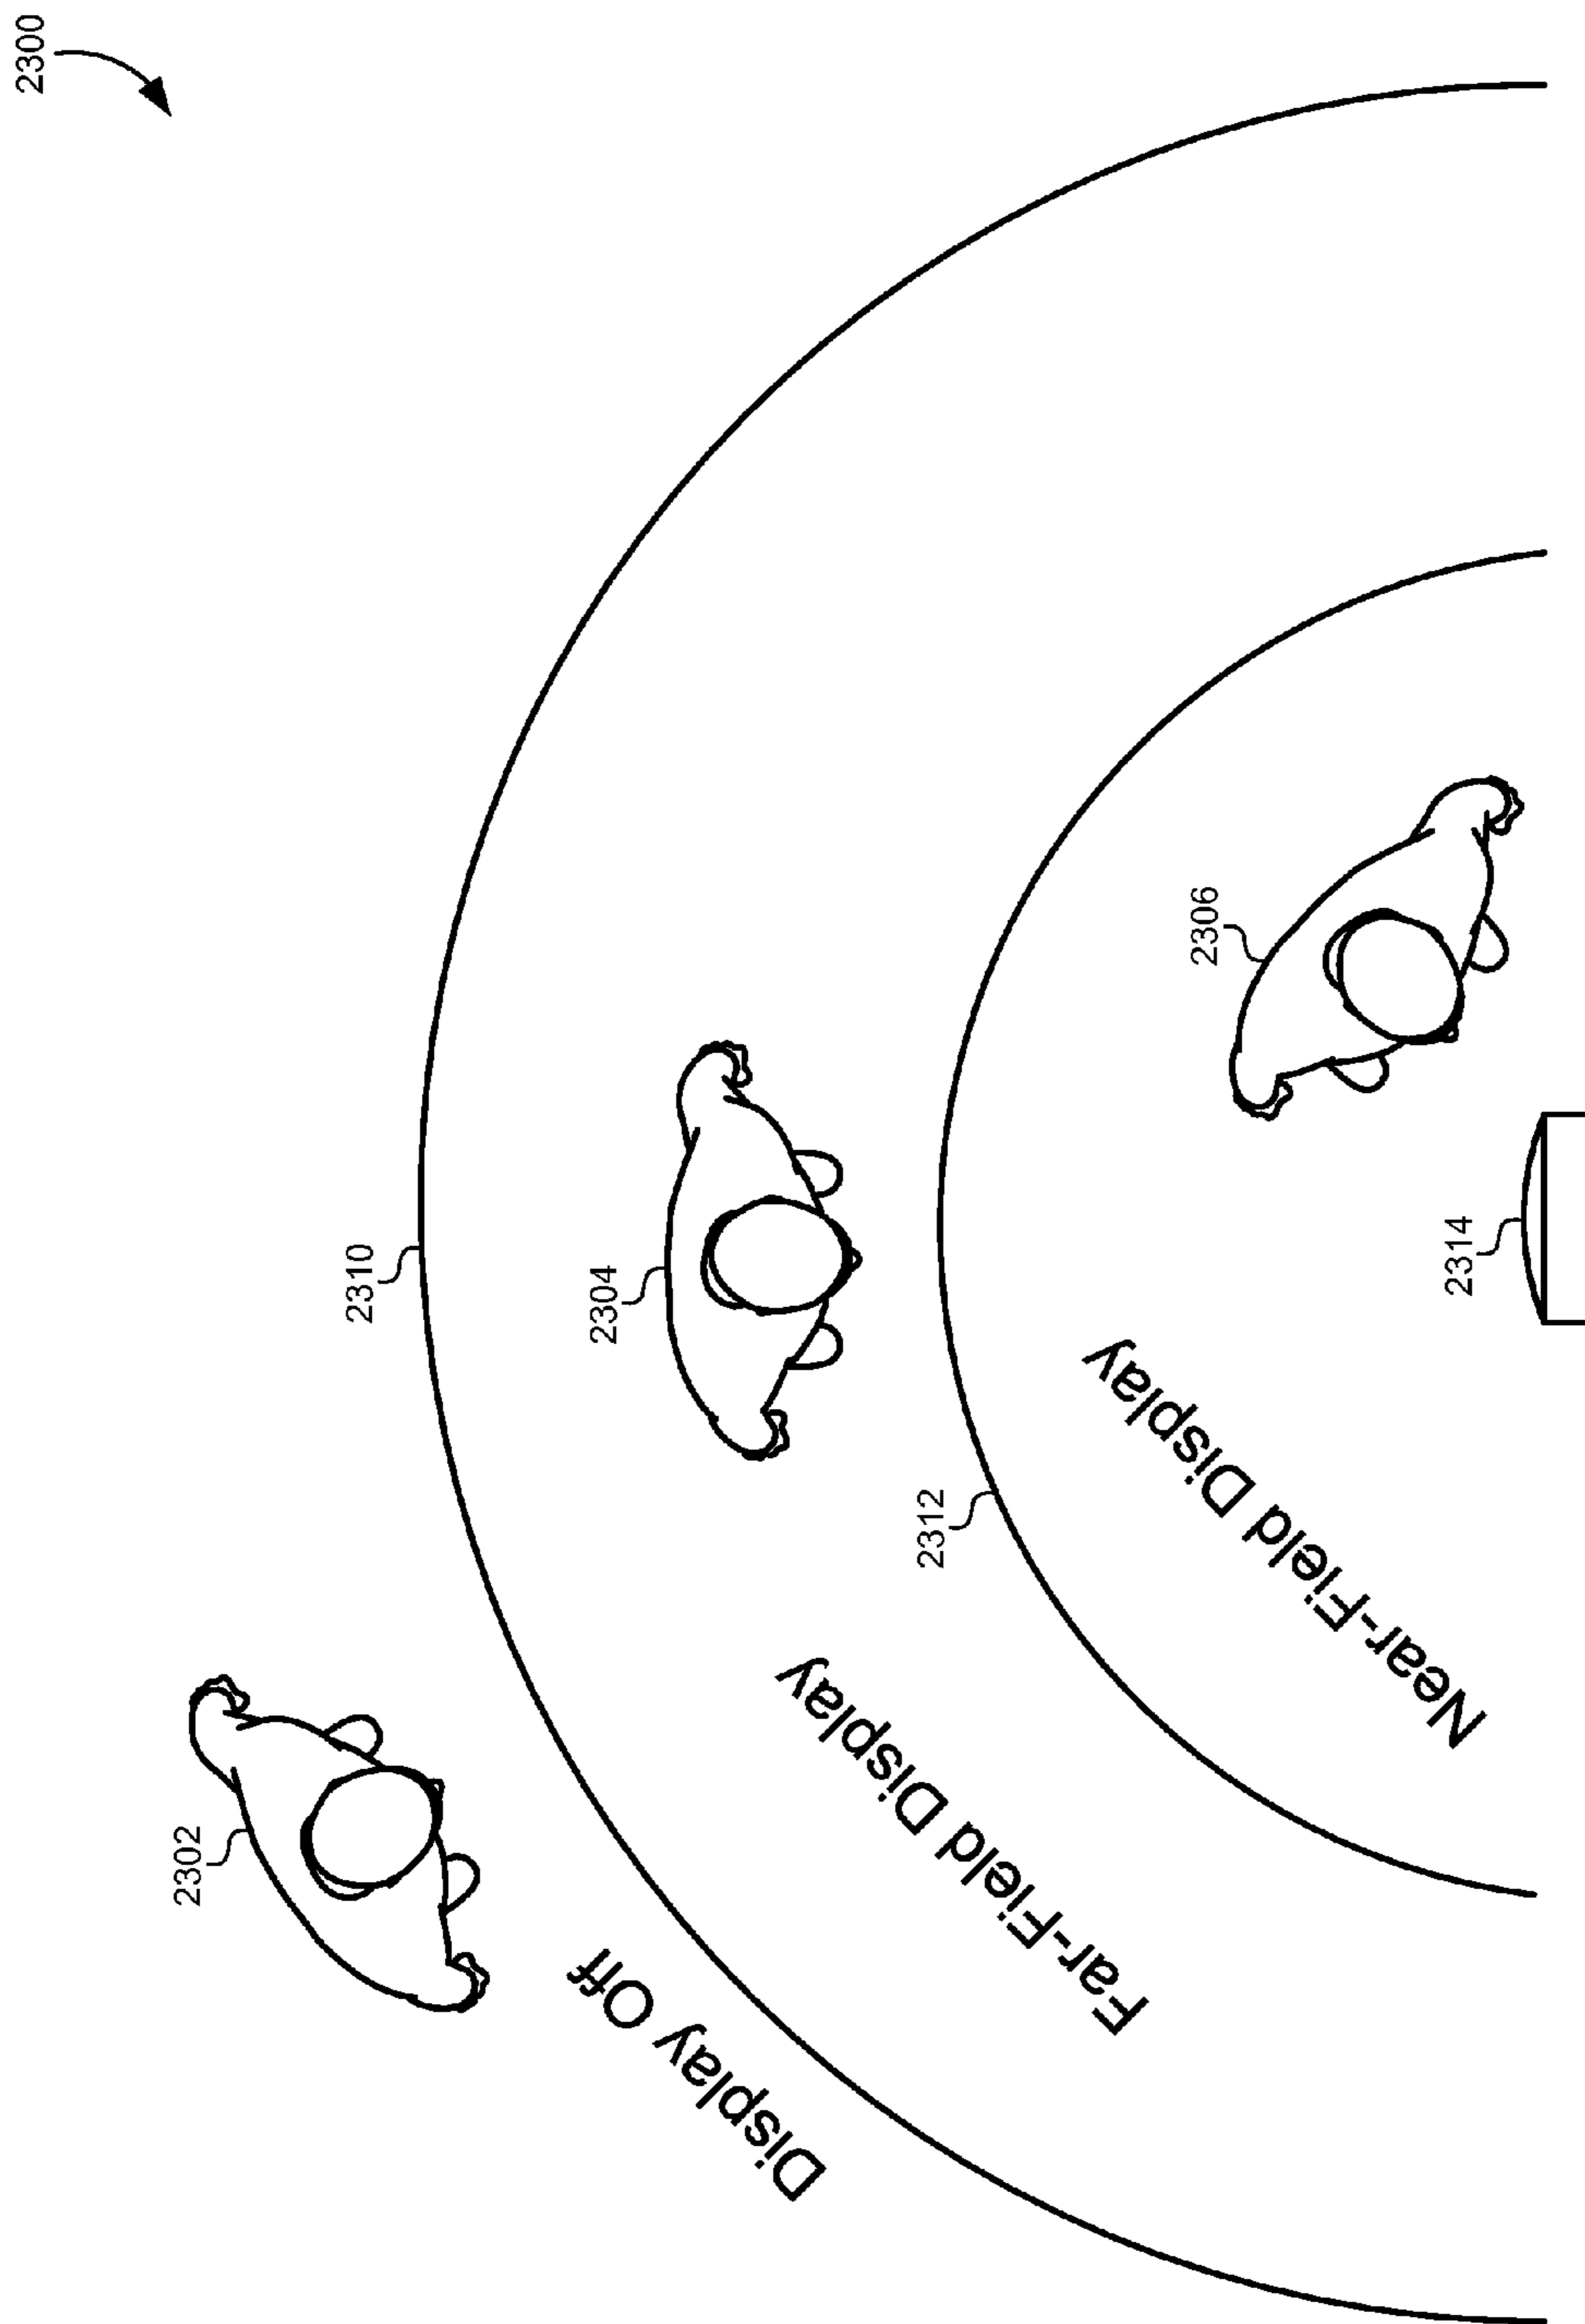 2300
2302
2310
2304
2312
2306
2314
Display Off
Far-Field Display
Near-Field Display